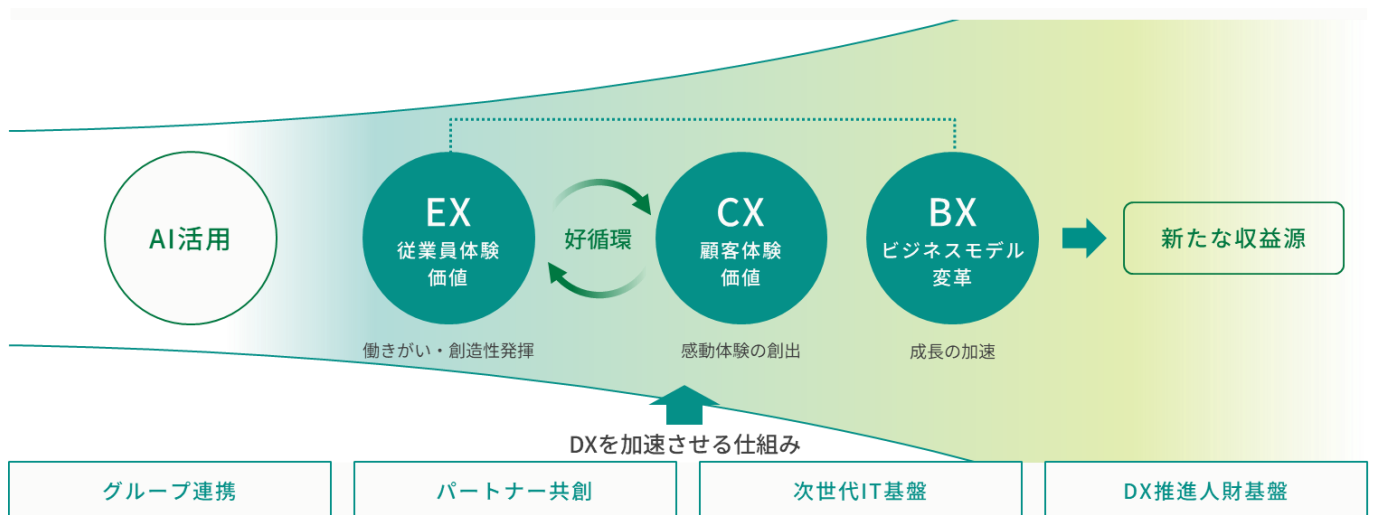 AI活用
EX
従業員体験
価値
好循環
CX
顧客体験
価値
BX
ビジネスモデル
変革
新たな収益源
働きがい・創造性発揮
感動体験の創出
成長の加速
DXを加速させる仕組み
グループ連携
パートナー共創
次世代IT基盤
DX推進人財基盤